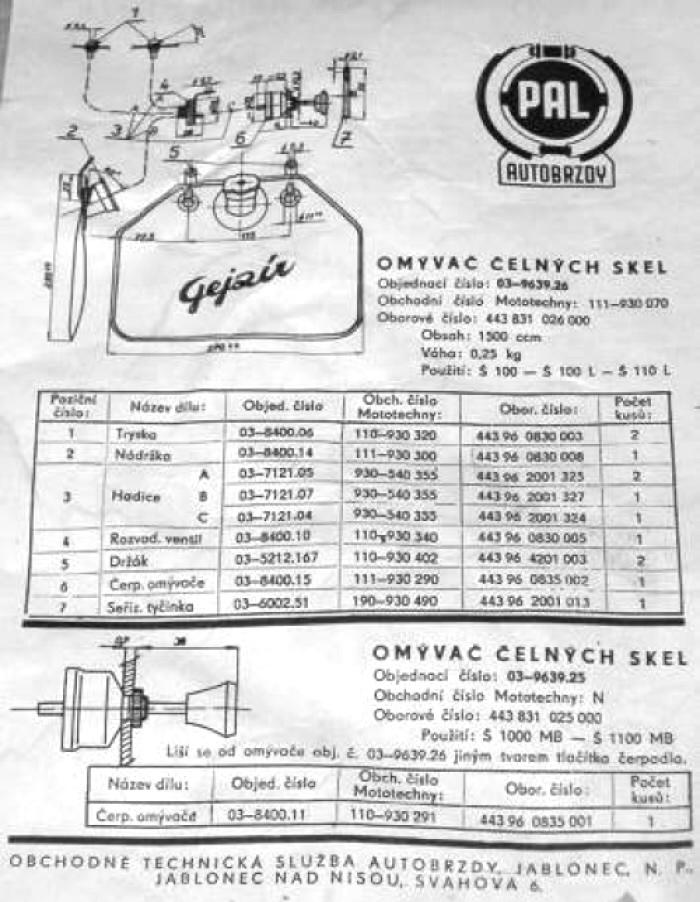 1
4
3
2
5
6
7
PAL
AUTOBRZDY
Gejzír
OMÝVAČ ČELNÝCH SKEL
Objednací číslo: 03–9639.26
Obchodní číslo Mototechny: 111–930 070
Oborové číslo: 443 831 026 000
Obsah: 1500 ccm
Váha: 0,25 kg
Použití: Š 100 — Š 100 L — Š 110 L
Poziční číslo: Název dílu: Objed. číslo Obch. číslo Mototechny: Obor. číslo: Počet kusů:
1 Tryska 03–8400.06 110–930 320 443 96 0830 003 2
2 Nádržka 03–8400.14 111–930 300 443 96 0830 008 1
3 Hadice A 03–7121.05 930–540 355 443 96 2001 325 2
B 03–7121.07 930–540 355 443 96 2001 327 1
C 03–7121.04 930–540 355 443 96 2001 324 1
4 Rozvod. ventil 03–8400.10 110–930 340 443 96 0830 005 1
5 Držák 03–5212.167 110–930 402 443 96 4201 003 2
6 Čerp. omývače 03–8400.15 111–930 290 443 96 0835 002 1
7 Seříz. tyčinka 03–6002.51 190–930 490 443 96 2001 013 1
38
OMÝVAČ ČELNÝCH SKEL
Objednací číslo: 03–9639.25
Obchodní číslo Mototechny: N
Oborové číslo: 443 831 025 000
Použití: Š 1000 MB — Š 1100 MB
Liší se od omývače obj. č. 03–9639.26 jiným tvarem tlačítka čerpadla.
Název dílu: Objed. číslo Obch. číslo Mototechny: Obor. číslo: Počet kusů:
Čerp. omývače 03–8400.11 110–930 291 443 96 0835 001 1
OBCHODNĚ TECHNICKÁ SLUŽBA AUTOBRZDY, JABLONEC, N. P.,
JABLONEC NAD NISOU, SVAHOVÁ 6.